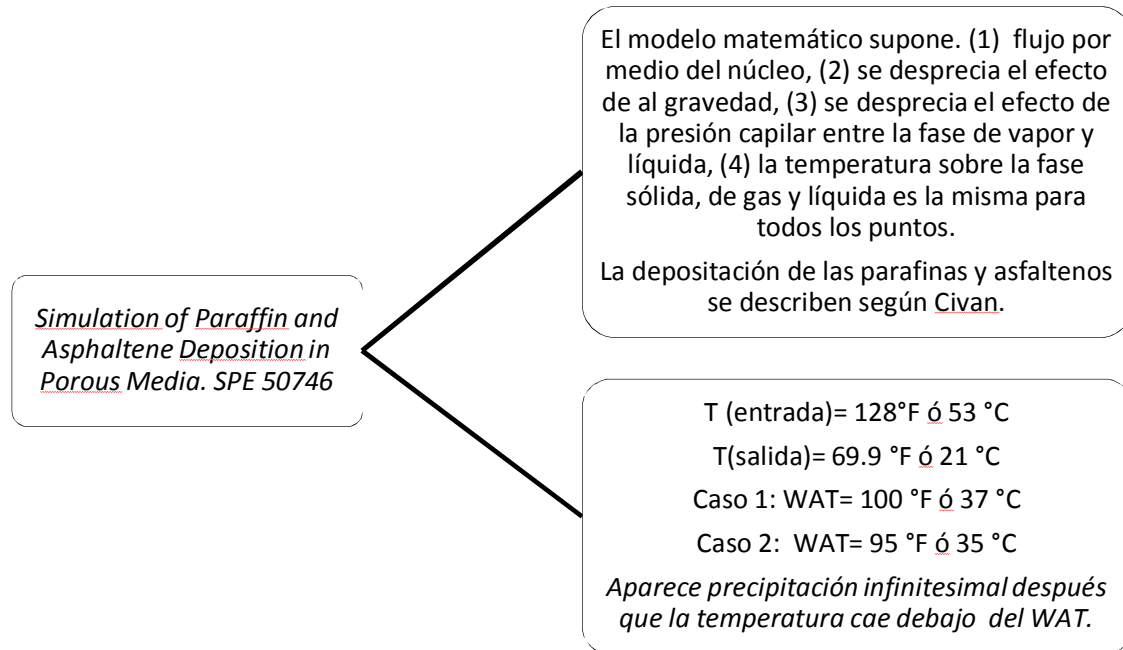 El modelo matemático supone. (1) flujo por
medio del núcleo, (2) se desprecia el efecto
de al gravedad, (3) se desprecia el efecto de
la presión capilar entre la fase de vapor y
líquida, (4) la temperatura sobre la fase
sólida, de gas y líquida es la misma para
todos los puntos.
La depositación de las parafinas y asfaltenos
se describen según Civan.
Simulation of Paraffin and
Asphaltene Deposition in
Porous Media. SPE 50746
T (entrada)= 128°F ó 53 °C
T(salida)= 69.9 °F ó 21 °C
Caso 1: WAT= 100 °F ó 37 °C
Caso 2: WAT= 95 °F ó 35 °C
Aparece precipitación infinitesimal después
que la temperatura cae debajo del WAT.